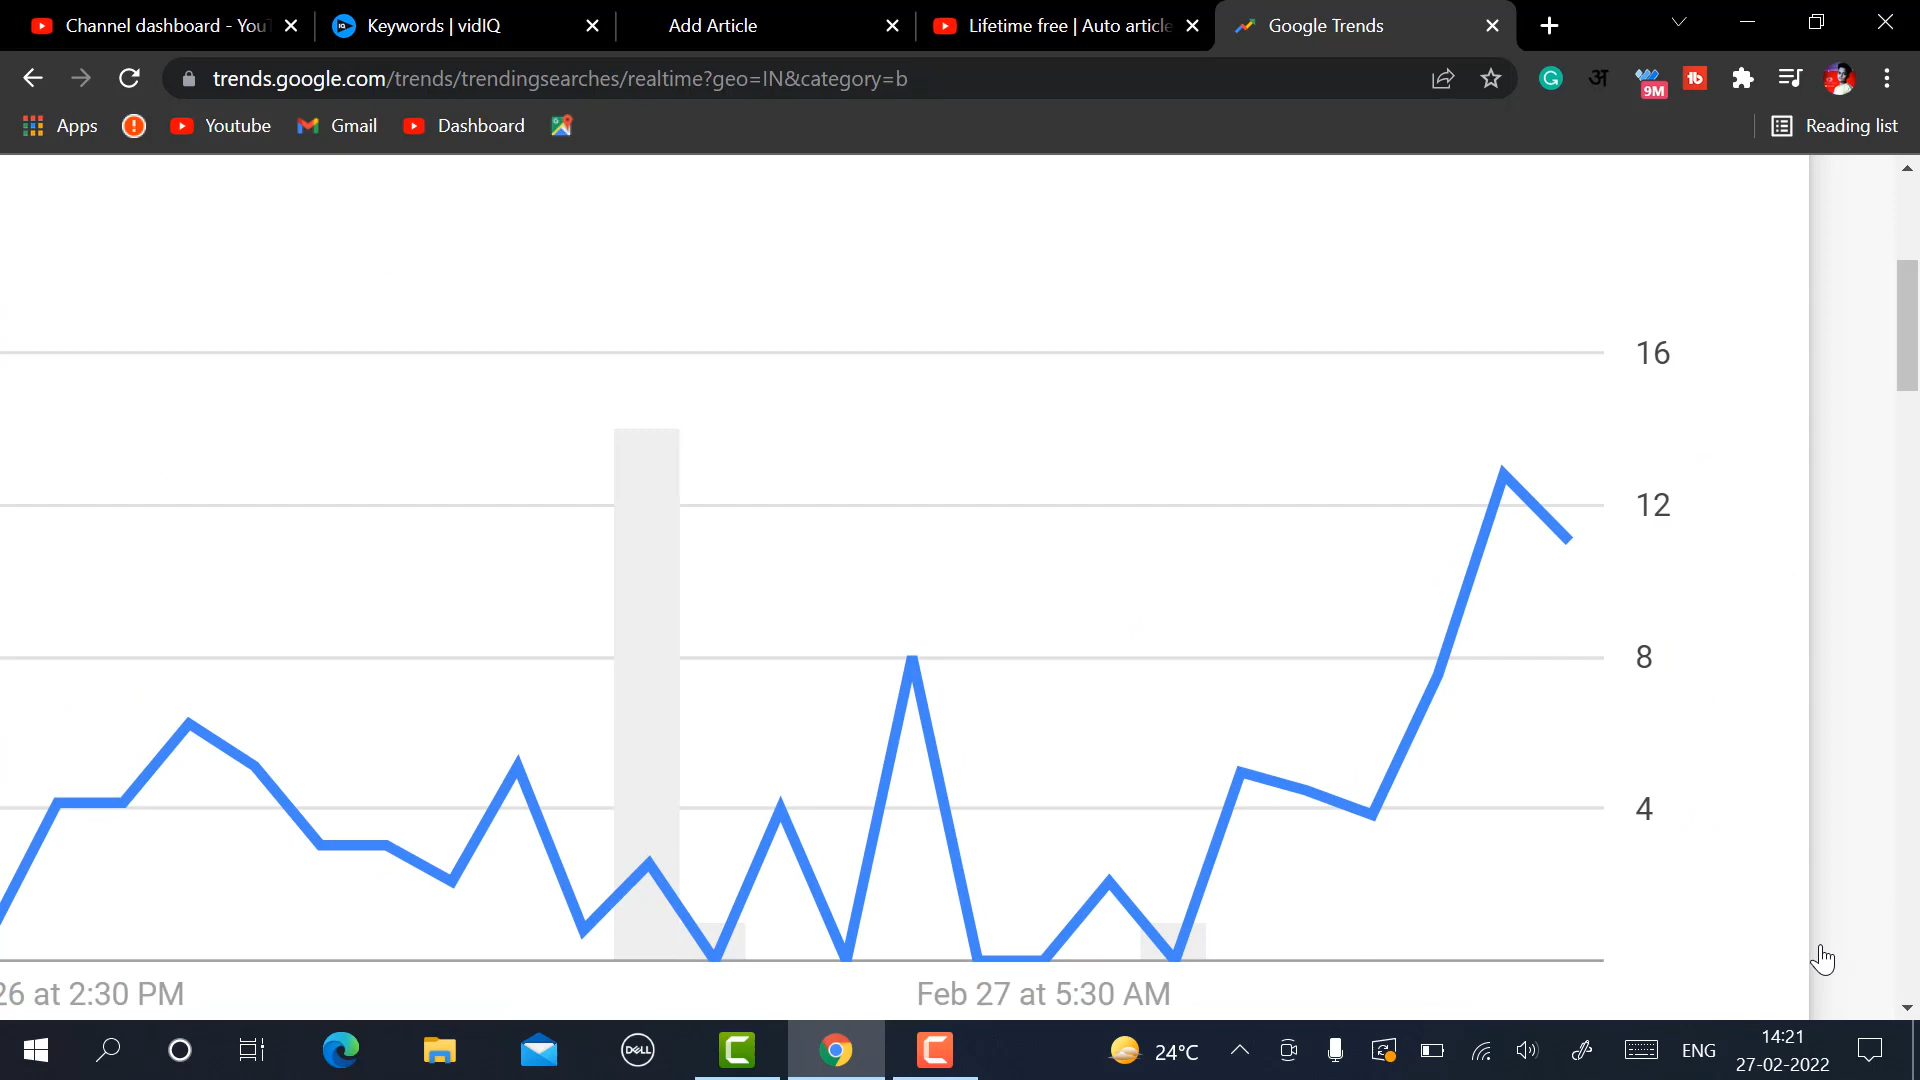 Channel dashboard - You
Keywords | vidIQ
Add Article
Lifetime free | Auto article
Google Trends
trends.google.com/trends/trendingsearches/realtime?geo=IN&category=b
अ
9M
tb
Apps
Youtube
Gmail
Dashboard
Reading list
16
12
8
4
26 at 2:30 PM
Feb 27 at 5:30 AM
DELL
24°C
ENG
14:21
27-02-2022